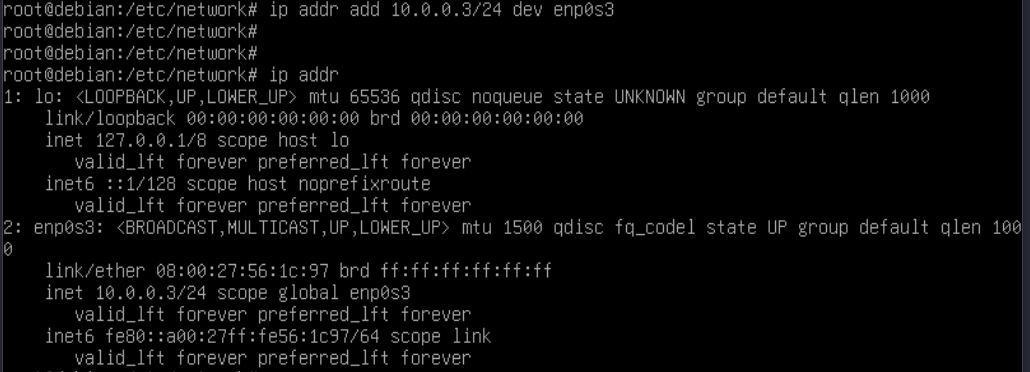 root@debian:/etc/network# ip addr add 10.0.0.3/24 dev enp0s3
root@debian:/etc/network#
root@debian:/etc/network#
root@debian:/etc/network# ip addr
1: lo: <LOOPBACK,UP,LOWER_UP> mtu 65536 qdisc noqueue state UNKNOWN group default qlen 1000
    link/loopback 00:00:00:00:00:00 brd 00:00:00:00:00:00
    inet 127.0.0.1/8 scope host lo
       valid_lft forever preferred_lft forever
    inet6 ::1/128 scope host noprefixroute
       valid_lft forever preferred_lft forever
2: enp0s3: <BROADCAST,MULTICAST,UP,LOWER_UP> mtu 1500 qdisc fq_codel state UP group default qlen 100
0
    link/ether 08:00:27:56:1c:97 brd ff:ff:ff:ff:ff:ff
    inet 10.0.0.3/24 scope global enp0s3
       valid_lft forever preferred_lft forever
    inet6 fe80::a00:27ff:fe56:1c97/64 scope link
       valid_lft forever preferred_lft forever